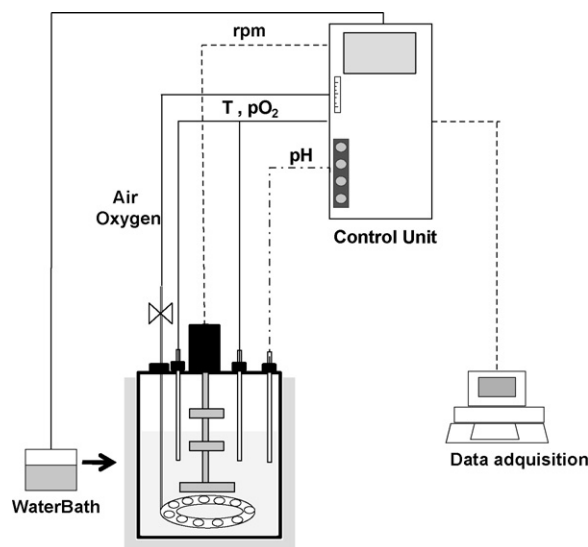 rpm
T , pO2
pH
Air
Oxygen
Control Unit
WaterBath
Data adquisition